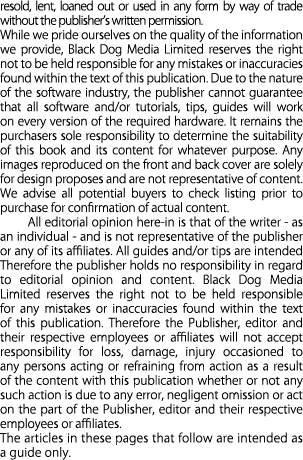 resold, lent, loaned out or used in any form by way of trade
without the publisher's written permission.
While we pride ourselves on the quality of the information
we provide, Black Dog Media Limited reserves the right
not to be held responsible for any mistakes or inaccuracies
found within the text of this publication. Due to the nature
of the software industry, the publisher cannot guarantee
that all software and/or tutorials, tips, guides will work
on every version of the required hardware. It remains the
purchasers sole responsibility to determine the suitability
of this book and its content for whatever purpose. Any
images reproduced on the front and back cover are solely
for design proposes and are not representative of content.
We advise all potential buyers to check listing prior to
purchase for confirmation of actual content.
All editorial opinion here-in is that of the writer - as
an individual - and is not representative of the publisher
or any of its affiliates. All guides and/or tips are intended
Therefore the publisher holds no responsibility in regard
to editorial opinion and content. Black Dog Media
Limited reserves the right not to be held responsible
for any mistakes or inaccuracies found within the text
of this publication. Therefore the Publisher, editor and
their respective employees or affiliates will not accept
responsibility for loss, damage, injury occasioned to
any persons acting or refraining from action as a result
of the content with this publication whether or not any
such action is due to any error, negligent omission or act
on the part of the Publisher, editor and their respective
employees or affiliates.
The articles in these pages that follow are intended as
a guide only.